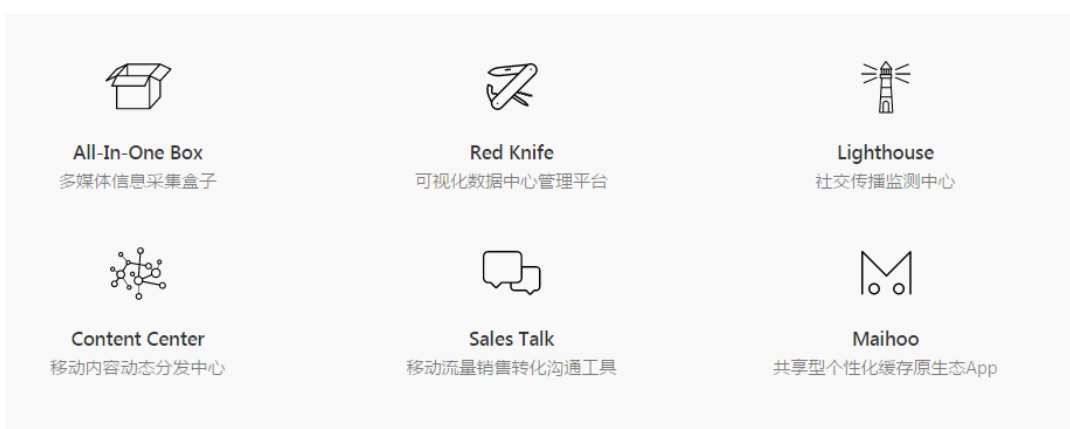 All-In-One Box
多媒体信息采集盒子
Red Knife
可视化数据中心管理平台
Lighthouse
社交传播监测中心
Content Center
移动内容动态分发中心
Sales Talk
移动流量销售转化沟通工具
Maihoo
共享型个性化缓存原生态App